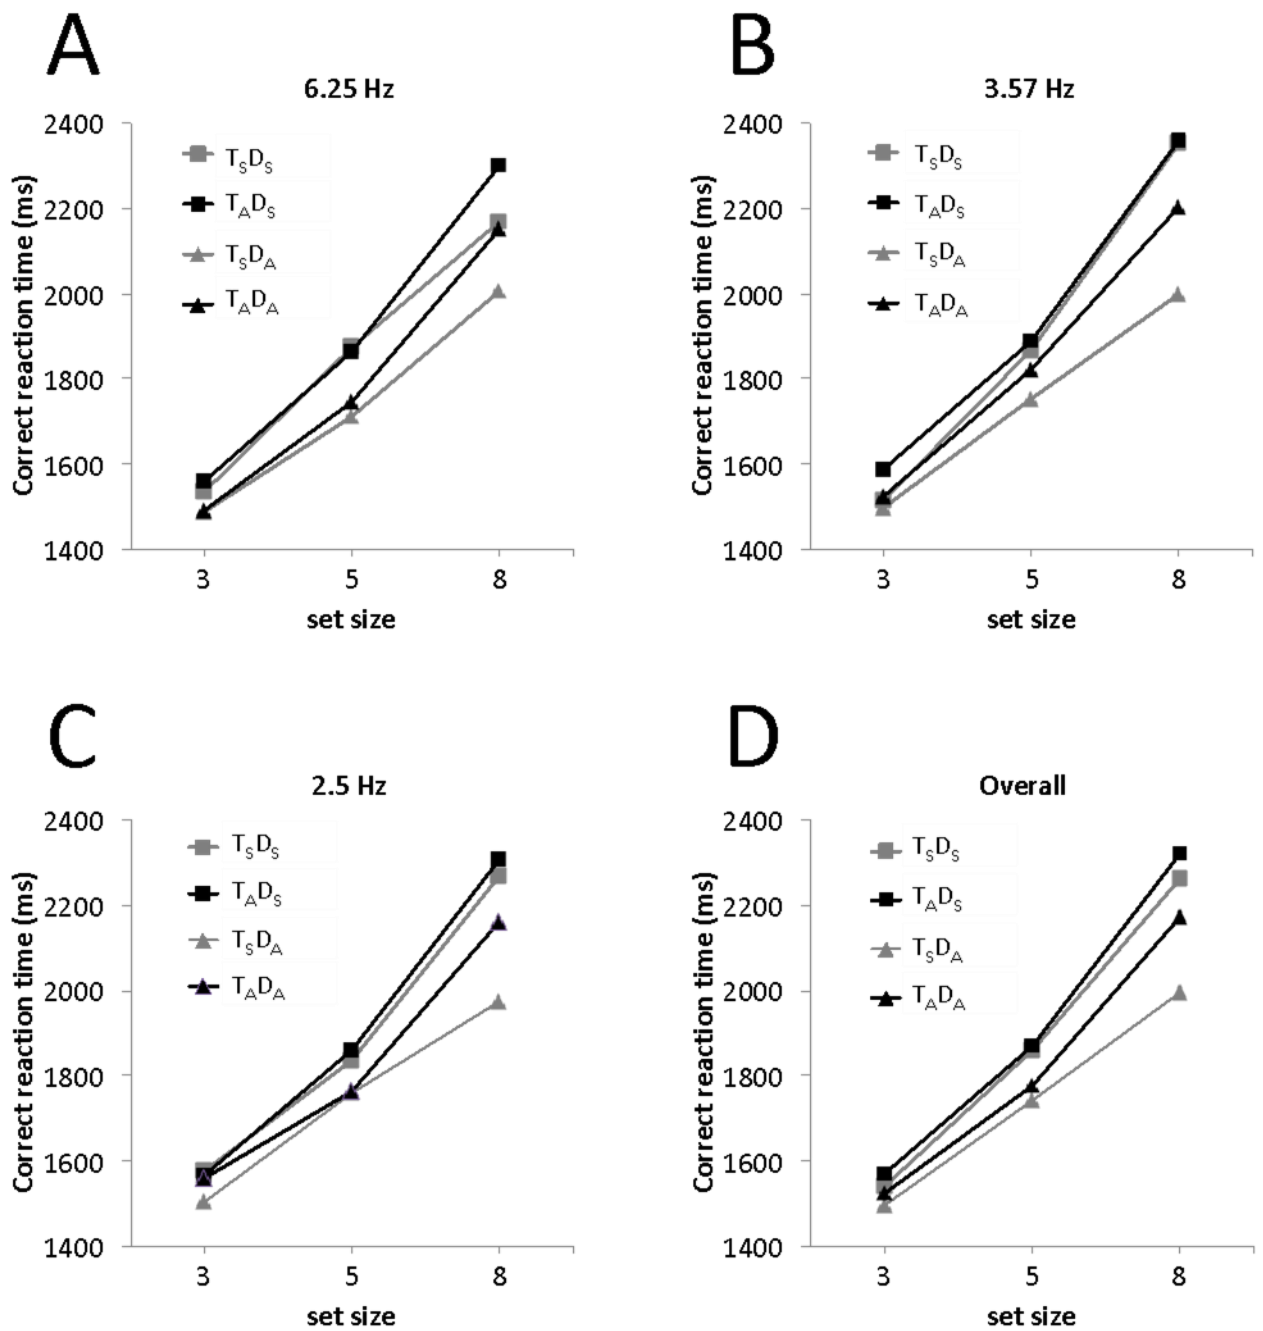 A
6.25 Hz
Correct reaction time (ms)
2400
2200
2000
1800
1600
1400
TSDS
TADS
TSDA
TADA
3 5 8
set size
B
3.57 Hz
Correct reaction time (ms)
2400
2200
2000
1800
1600
1400
TSDS
TADS
TSDA
TADA
3 5 8
set size
C
2.5 Hz
Correct reaction time (ms)
2400
2200
2000
1800
1600
1400
TSDS
TADS
TSDA
TADA
3 5 8
set size
D
Overall
Correct reaction time (ms)
2400
2200
2000
1800
1600
1400
TSDS
TADS
TSDA
TADA
3 5 8
set size